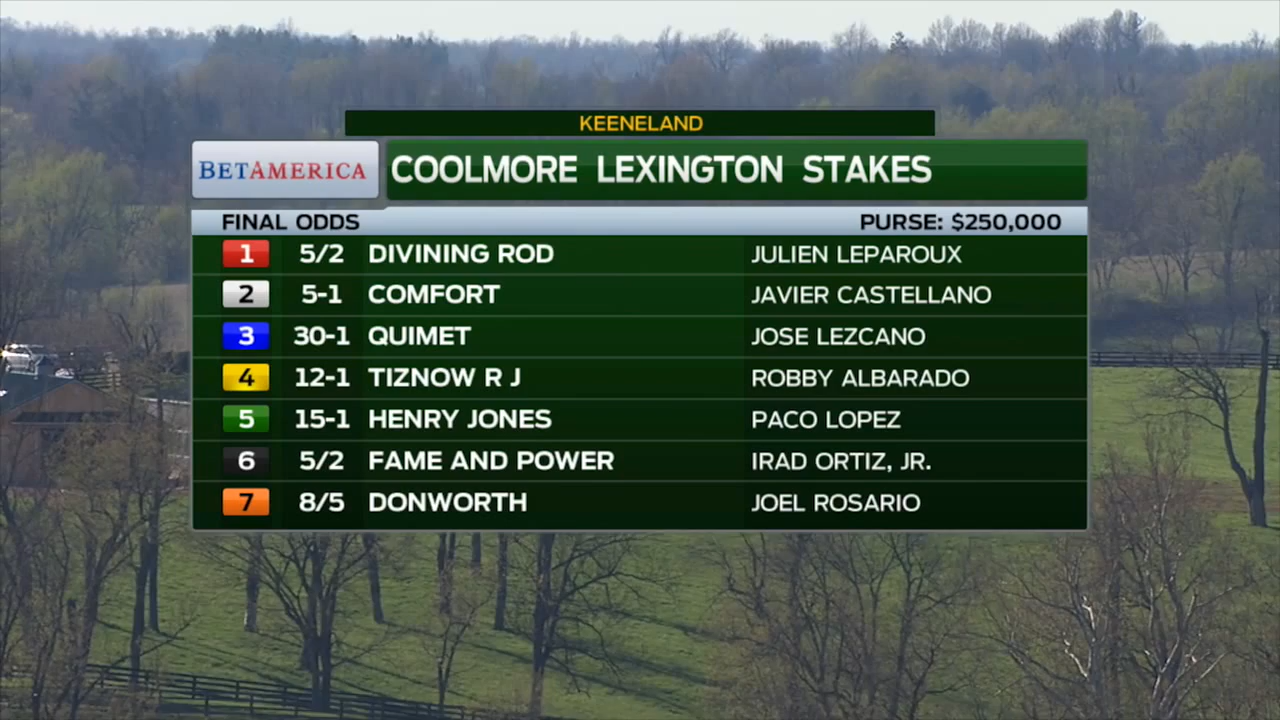 KEENELAND
BETAMERICA COOLMORE LEXINGTON STAKES
FINAL ODDS PURSE: $250,000
1 5/2 DIVINING ROD JULIEN LEPAROUX
2 5-1 COMFORT JAVIER CASTELLANO
3 30-1 QUIMET JOSE LEZCANO
4 12-1 TIZNOW R J ROBBY ALBARADO
5 15-1 HENRY JONES PACO LOPEZ
6 5/2 FAME AND POWER IRAD ORTIZ, JR.
7 8/5 DONWORTH JOEL ROSARIO